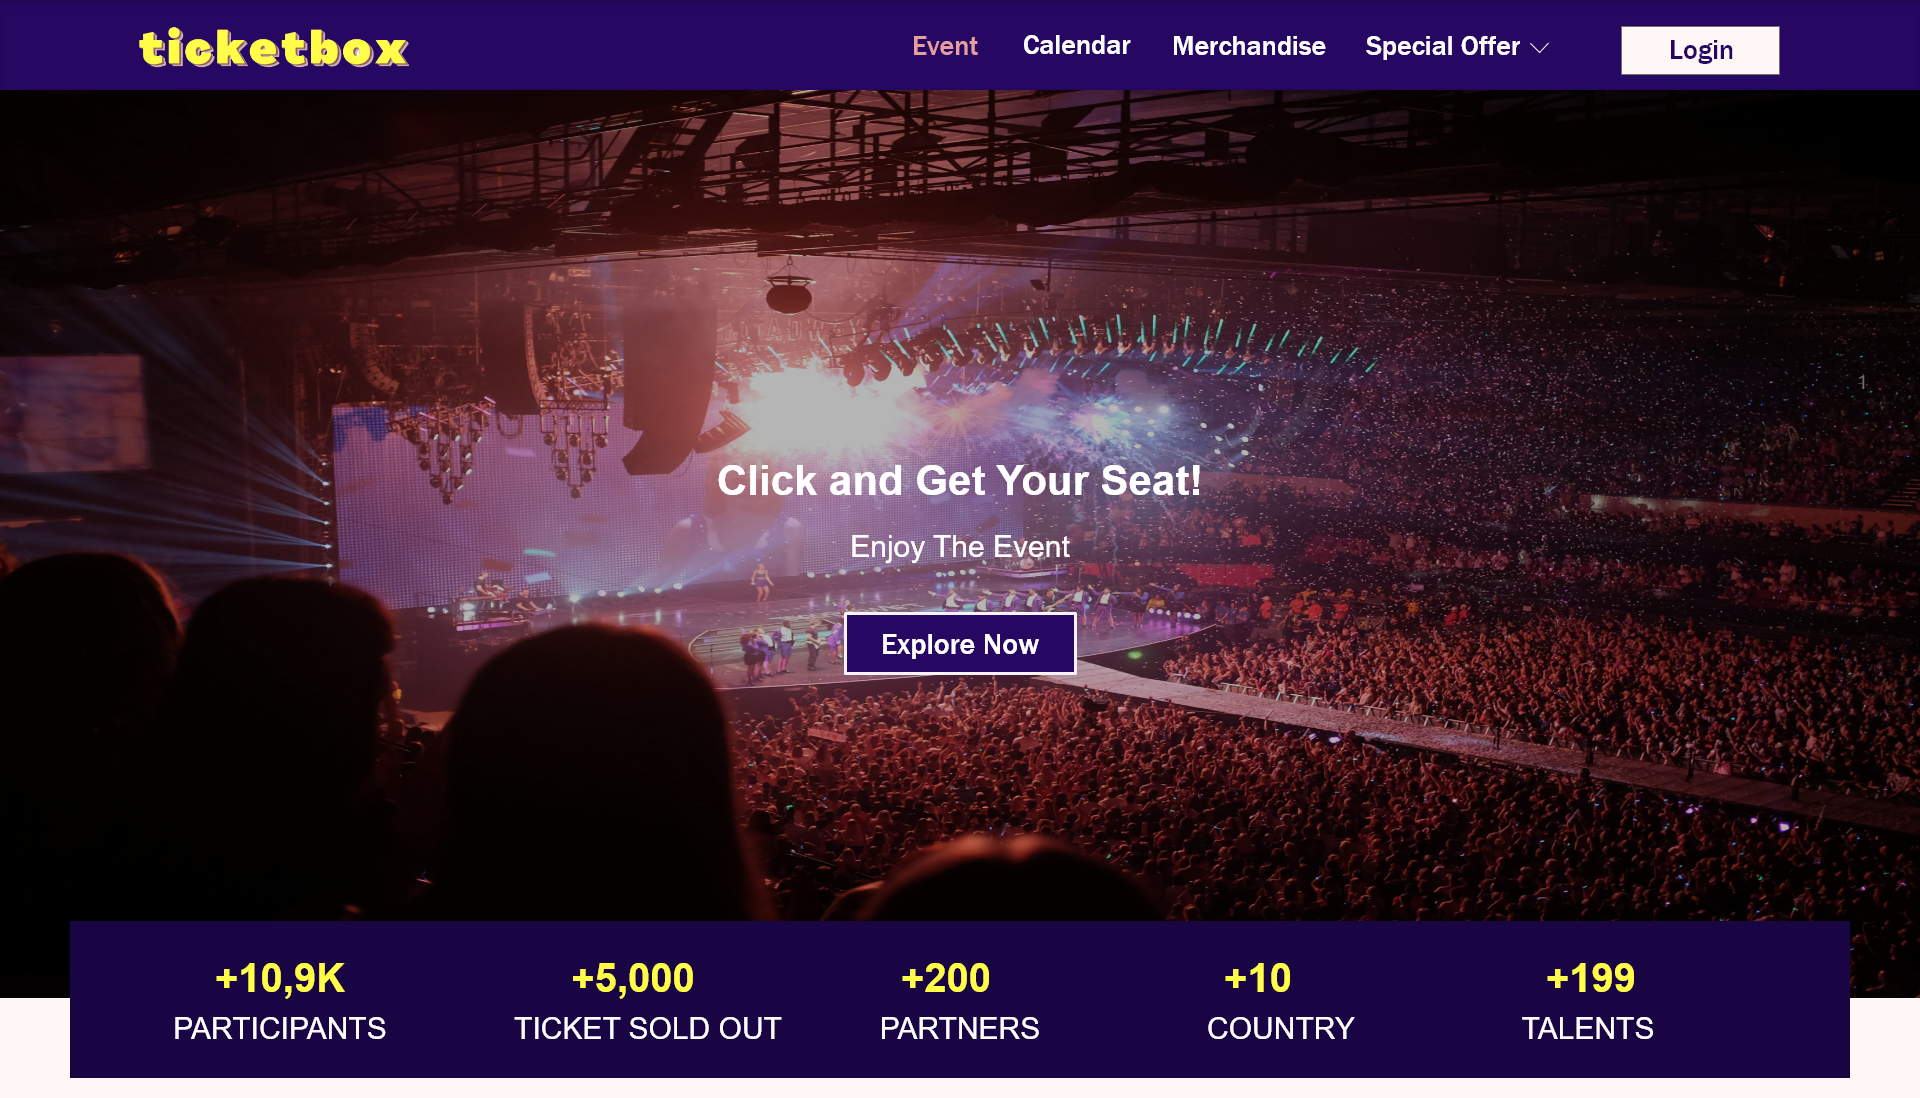 ticketbox
Event
Calendar
Merchandise
Special Offer
Login
Click and Get Your Seat!
Enjoy The Event
Explore Now
+10,9K
PARTICIPANTS
+5,000
TICKET SOLD OUT
+200
PARTNERS
+10
COUNTRY
+199
TALENTS